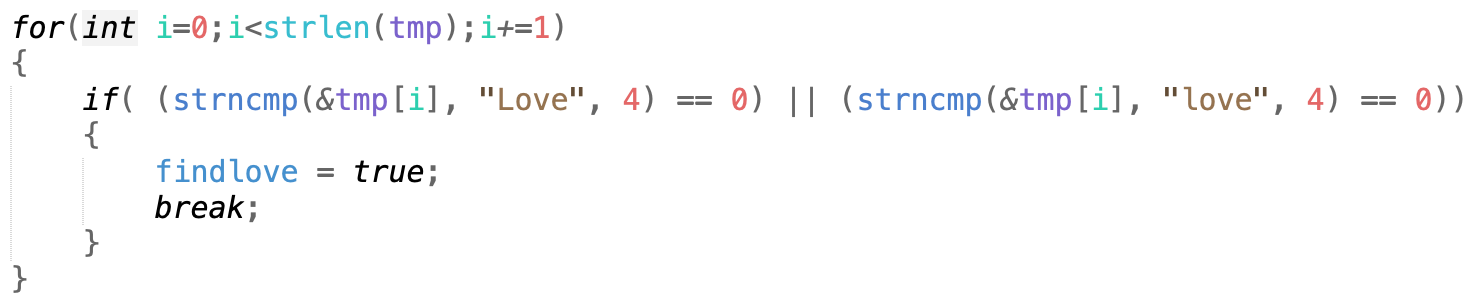 for(int i=0;i<strlen(tmp);i+=1)
{
    if( (strncmp(&tmp[i], "Love", 4) == 0) || (strncmp(&tmp[i], "love", 4) == 0))
    {
        findlove = true;
        break;
    }
}